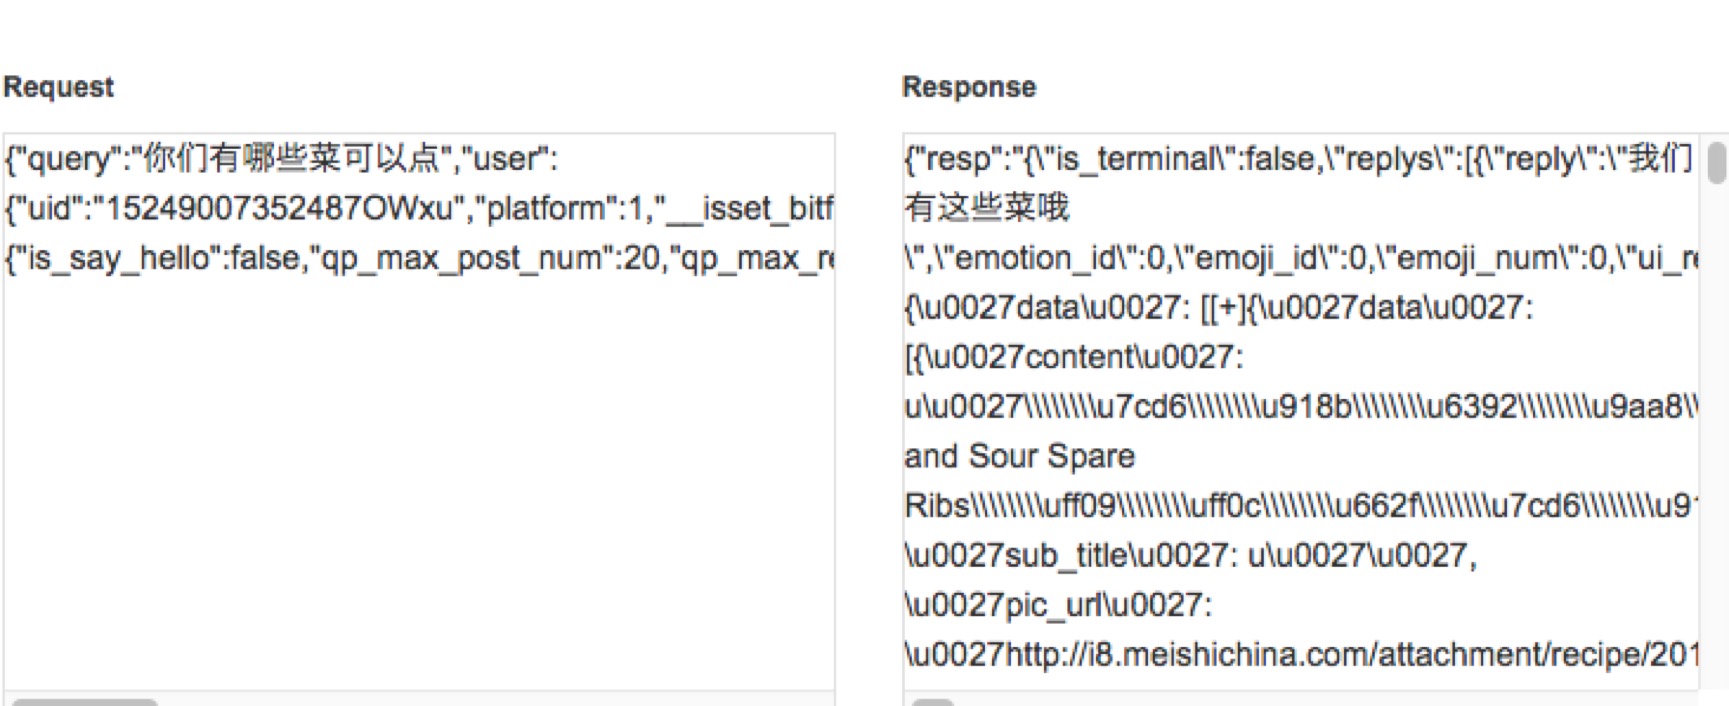 Request
{"query":"你们有哪些菜可以点","user":
{"uid":"15249007352487OWxu","platform":1,"__isset_bitf
{"is_say_hello":false,"qp_max_post_num":20,"qp_max_re
Response
{"resp":"{\"is_terminal\":false,\"replys\":[{\"reply\":\"我们
有这些菜哦
\",\"emotion_id\":0,\"emoji_id\":0,\"emoji_num\":0,\"ui_re
{\u0027data\u0027: [[+]{\u0027data\u0027:
[{\u0027content\u0027:
u\u0027\\\\\\\\u7cd6\\\\\\\\u918b\\\\\\\\u6392\\\\\\\\u9aa8\\
and Sour Spare
Ribs\\\\\\\\uff09\\\\\\\\uff0c\\\\\\\\u662f\\\\\\\\u7cd6\\\\\\\\u91
\u0027sub_title\u0027: u\u0027\u0027,
\u0027pic_url\u0027:
\u0027http://i8.meishichina.com/attachment/recipe/201